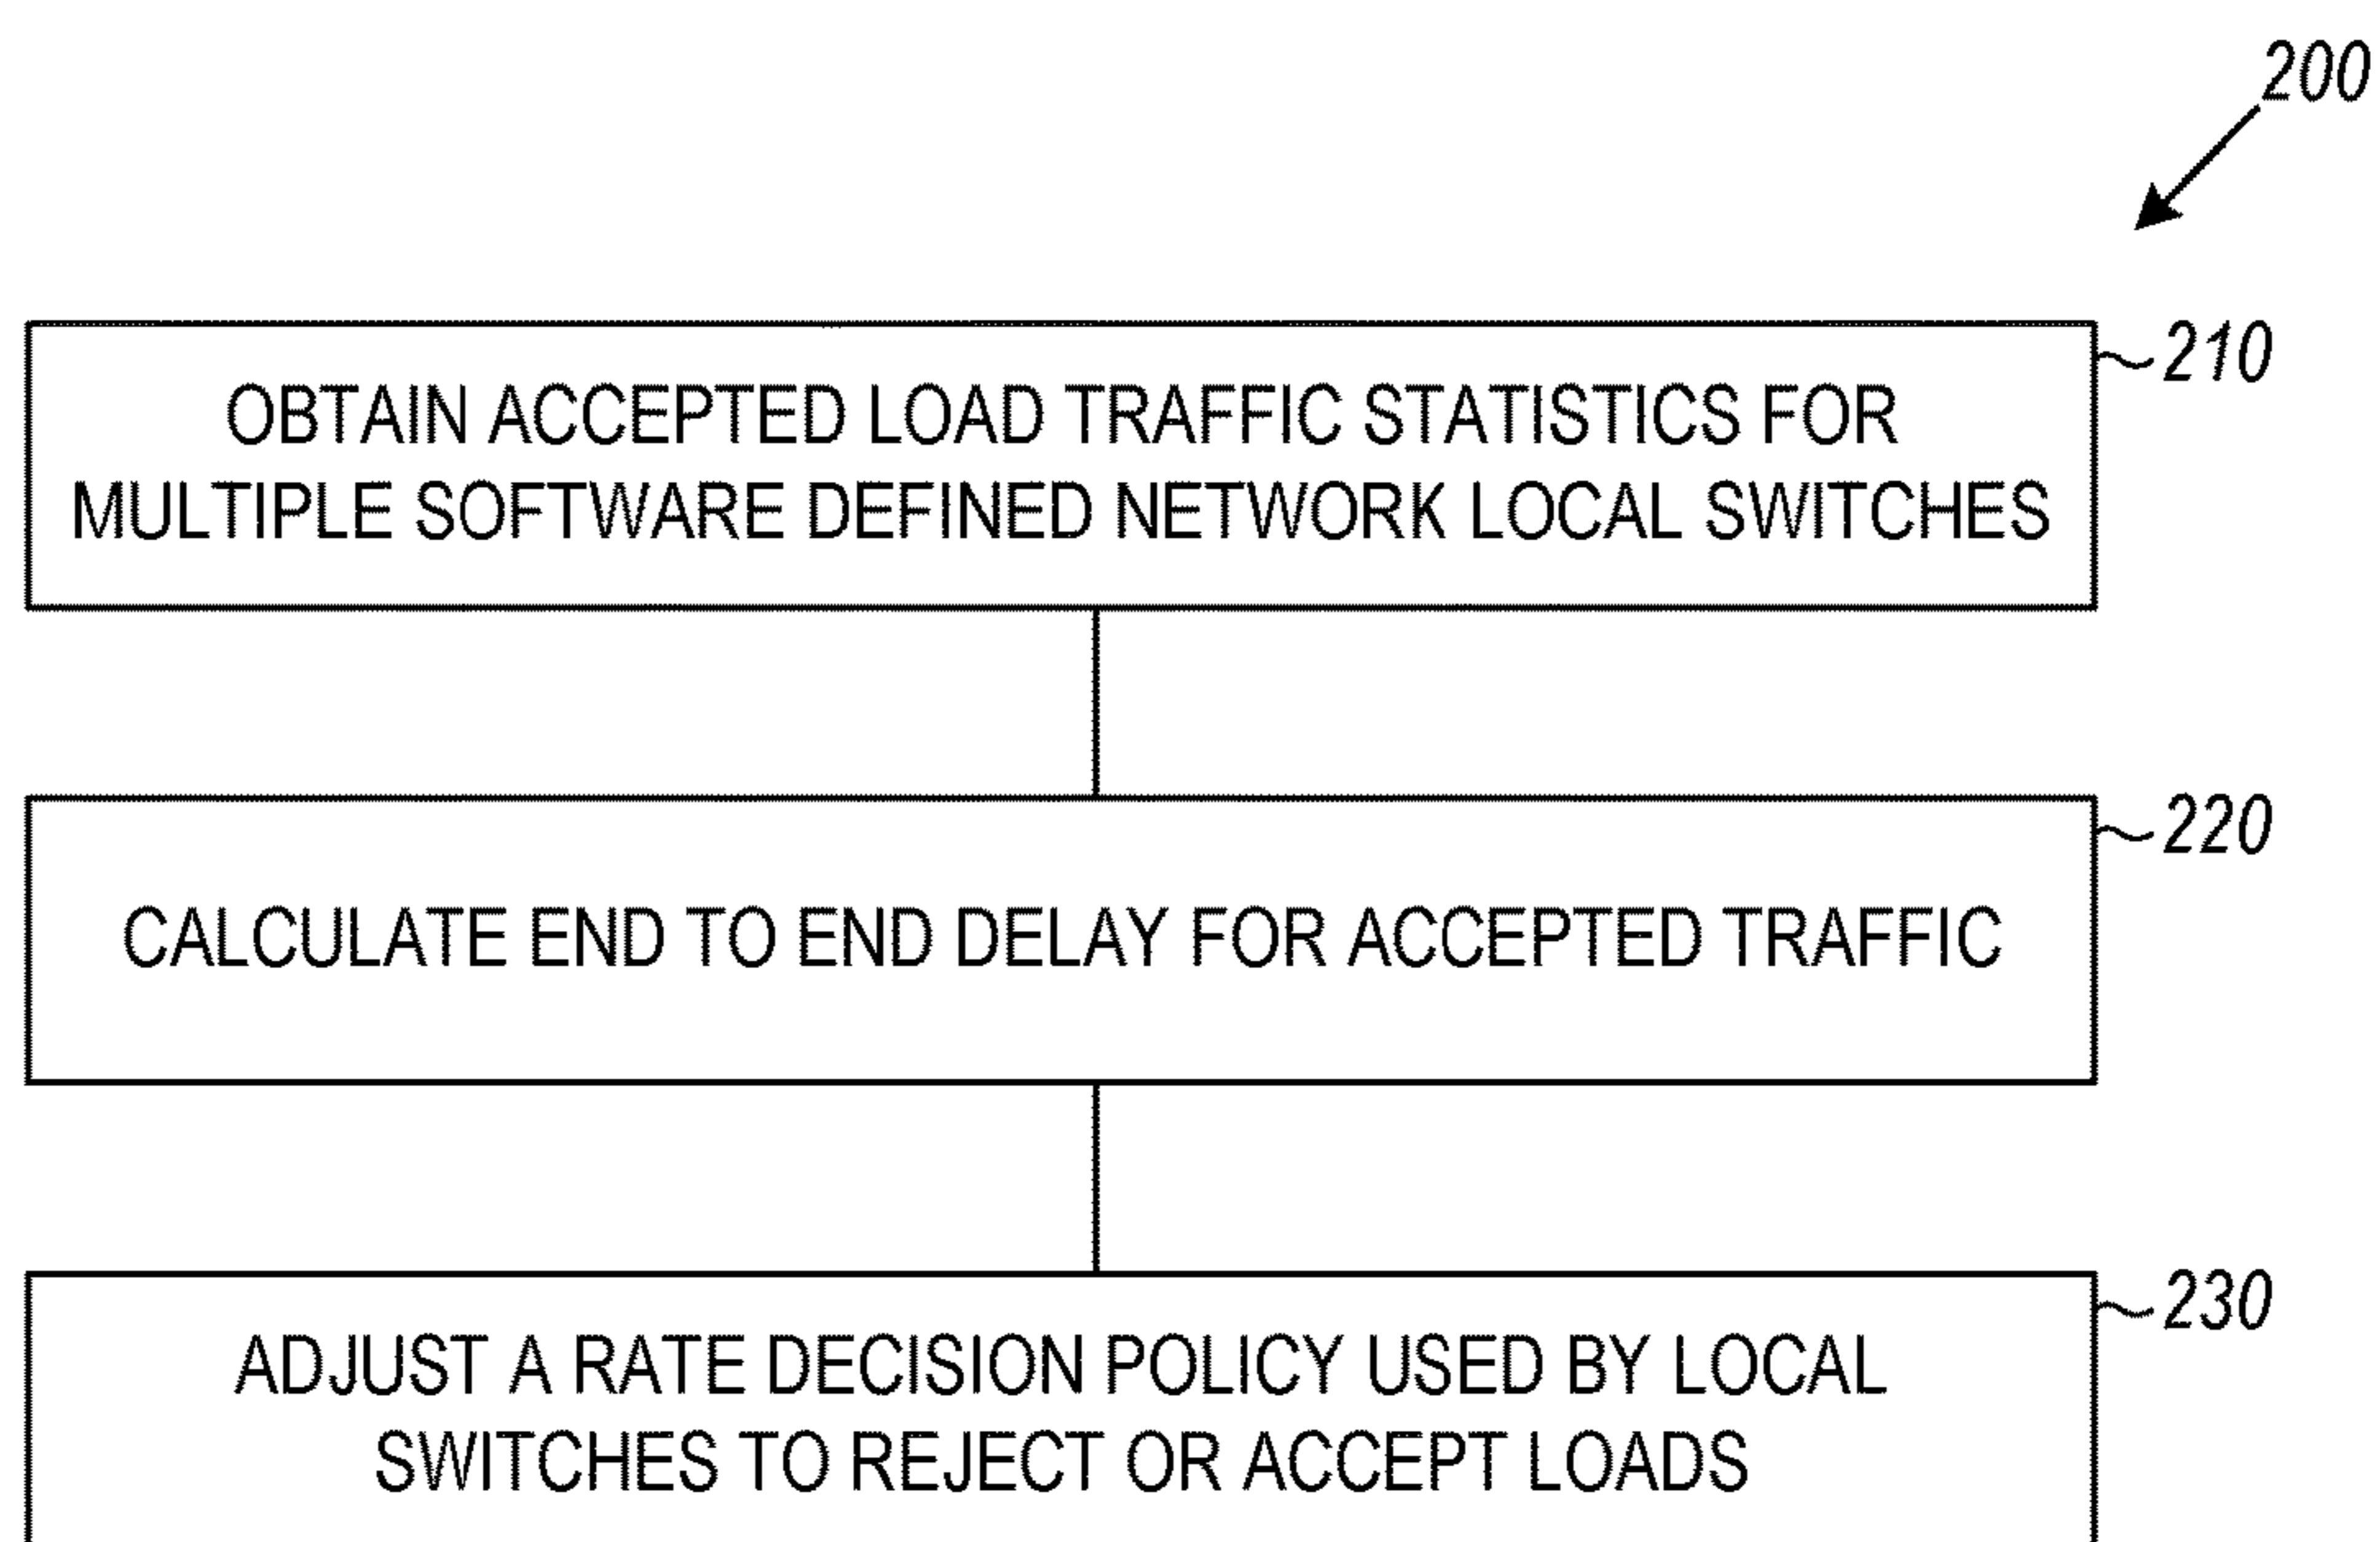 200
210
OBTAIN ACCEPTED LOAD TRAFFIC STATISTICS FOR
MULTIPLE SOFTWARE DEFINED NETWORK LOCAL SWITCHES
220
CALCULATE END TO END DELAY FOR ACCEPTED TRAFFIC
230
ADJUST A RATE DECISION POLICY USED BY LOCAL
SWITCHES TO REJECT OR ACCEPT LOADS